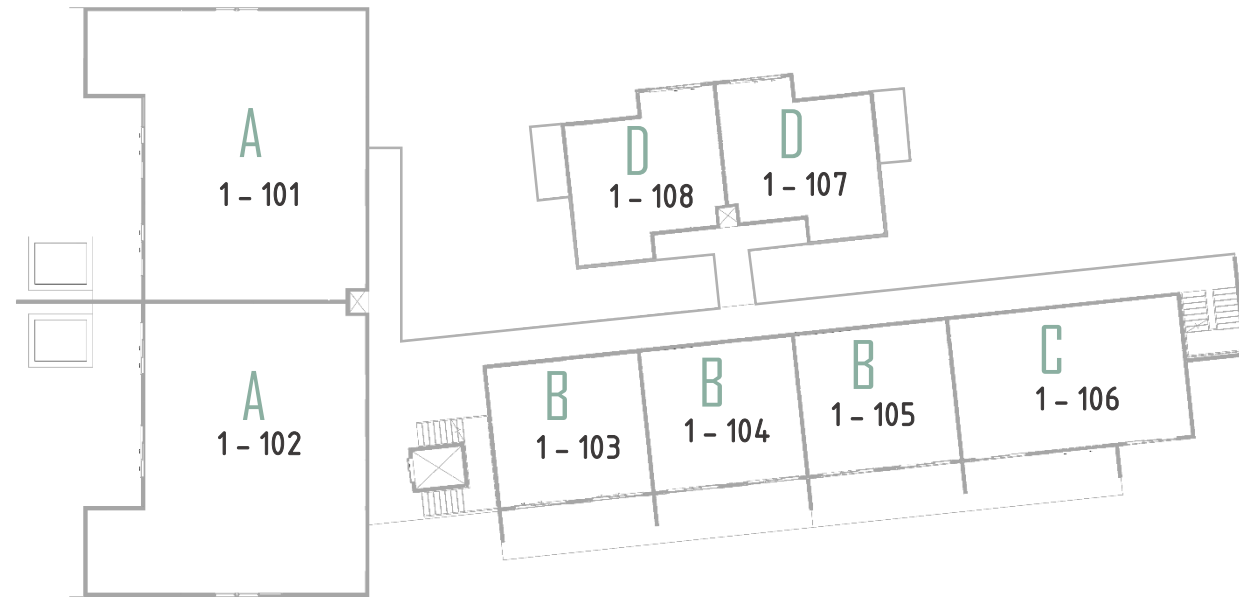 A
1 - 101
A
1 - 102
D
1 - 108
D
1 - 107
B
1 - 103
B
1 - 104
B
1 - 105
C
1 - 106